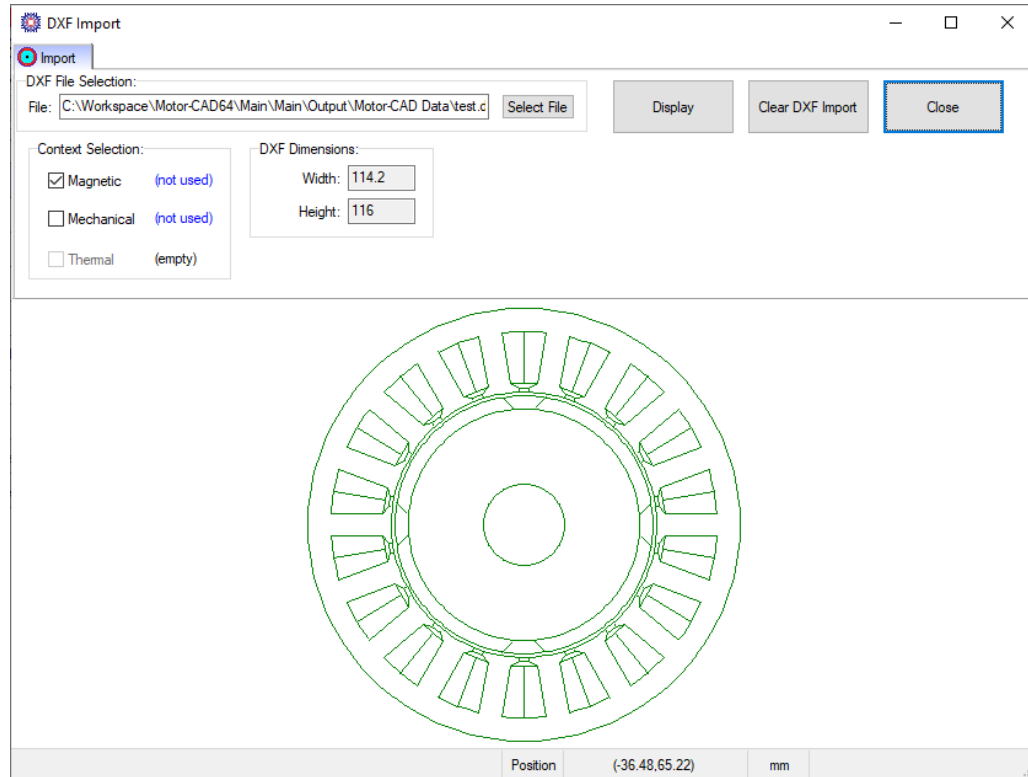 DXF Import
Import
DXF File Selection:
File: C:\Workspace\Motor-CAD64\Main\Main\Output\Motor-CAD Data\test.d Select File Display Clear DXF Import Close
Context Selection: DXF Dimensions:
Magnetic (not used) Width: 114.2
Mechanical (not used) Height: 116
Thermal (empty)
Position (-36.48,65.22) mm